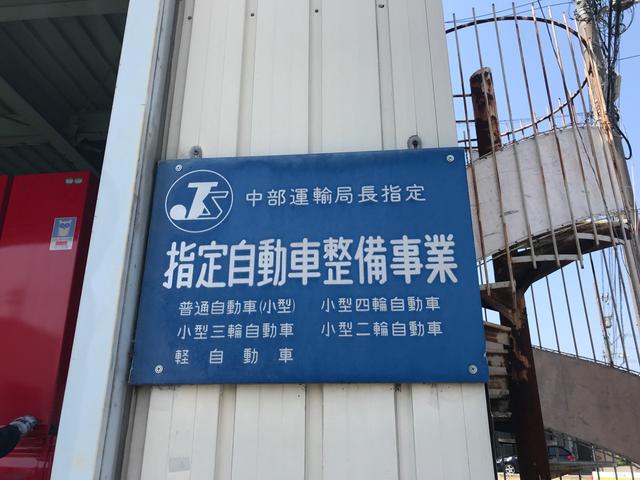 JS 中部運輸局長指定
指定自動車整備事業
普通自動車(小型) 小型四輪自動車
小型三輪自動車 小型二輪自動車
軽自動車